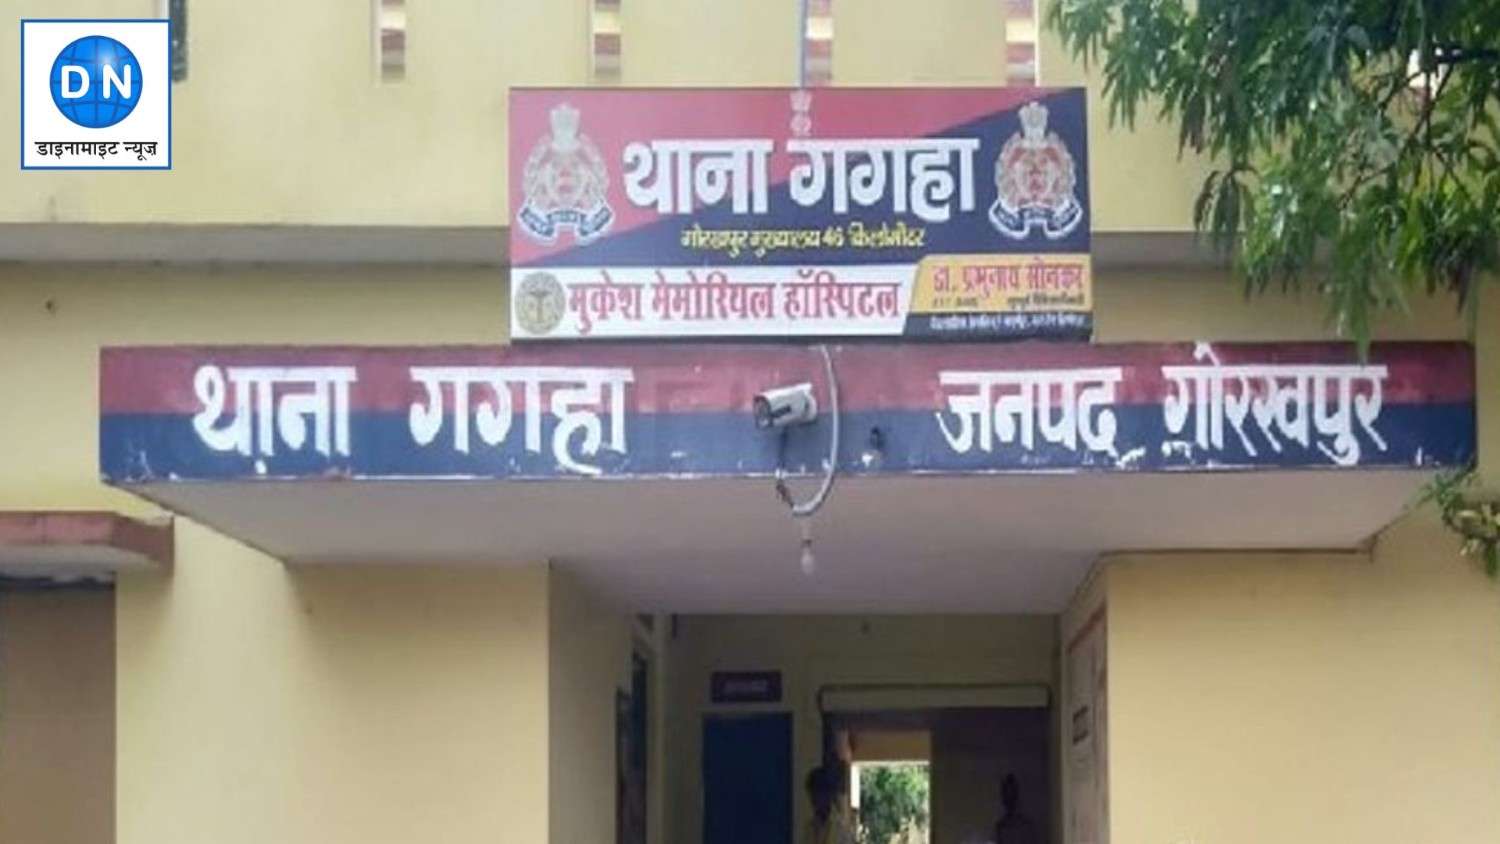 DN
डाइनामाइट न्यूज़
थाना गगहा
गोरखपुर मुख्यालय 46 किलोमीटर
मुकेश मेमोरियल हॉस्पिटल
डा. प्रभुनाथ सोनकर
थाना गगहा जनपद गोरखपुर